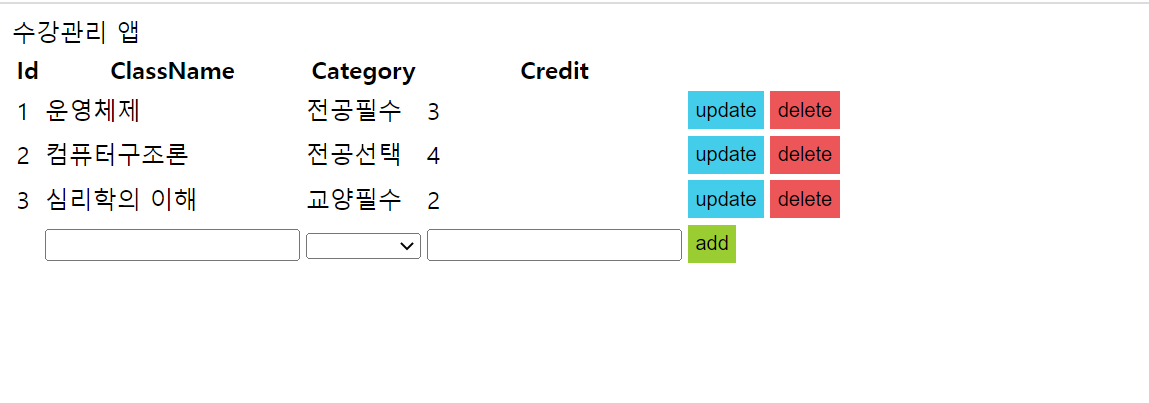 수강관리 앱
Id ClassName Category Credit
1 운영체제 전공필수 3 update delete
2 컴퓨터구조론 전공선택 4 update delete
3 심리학의 이해 교양필수 2 update delete
add